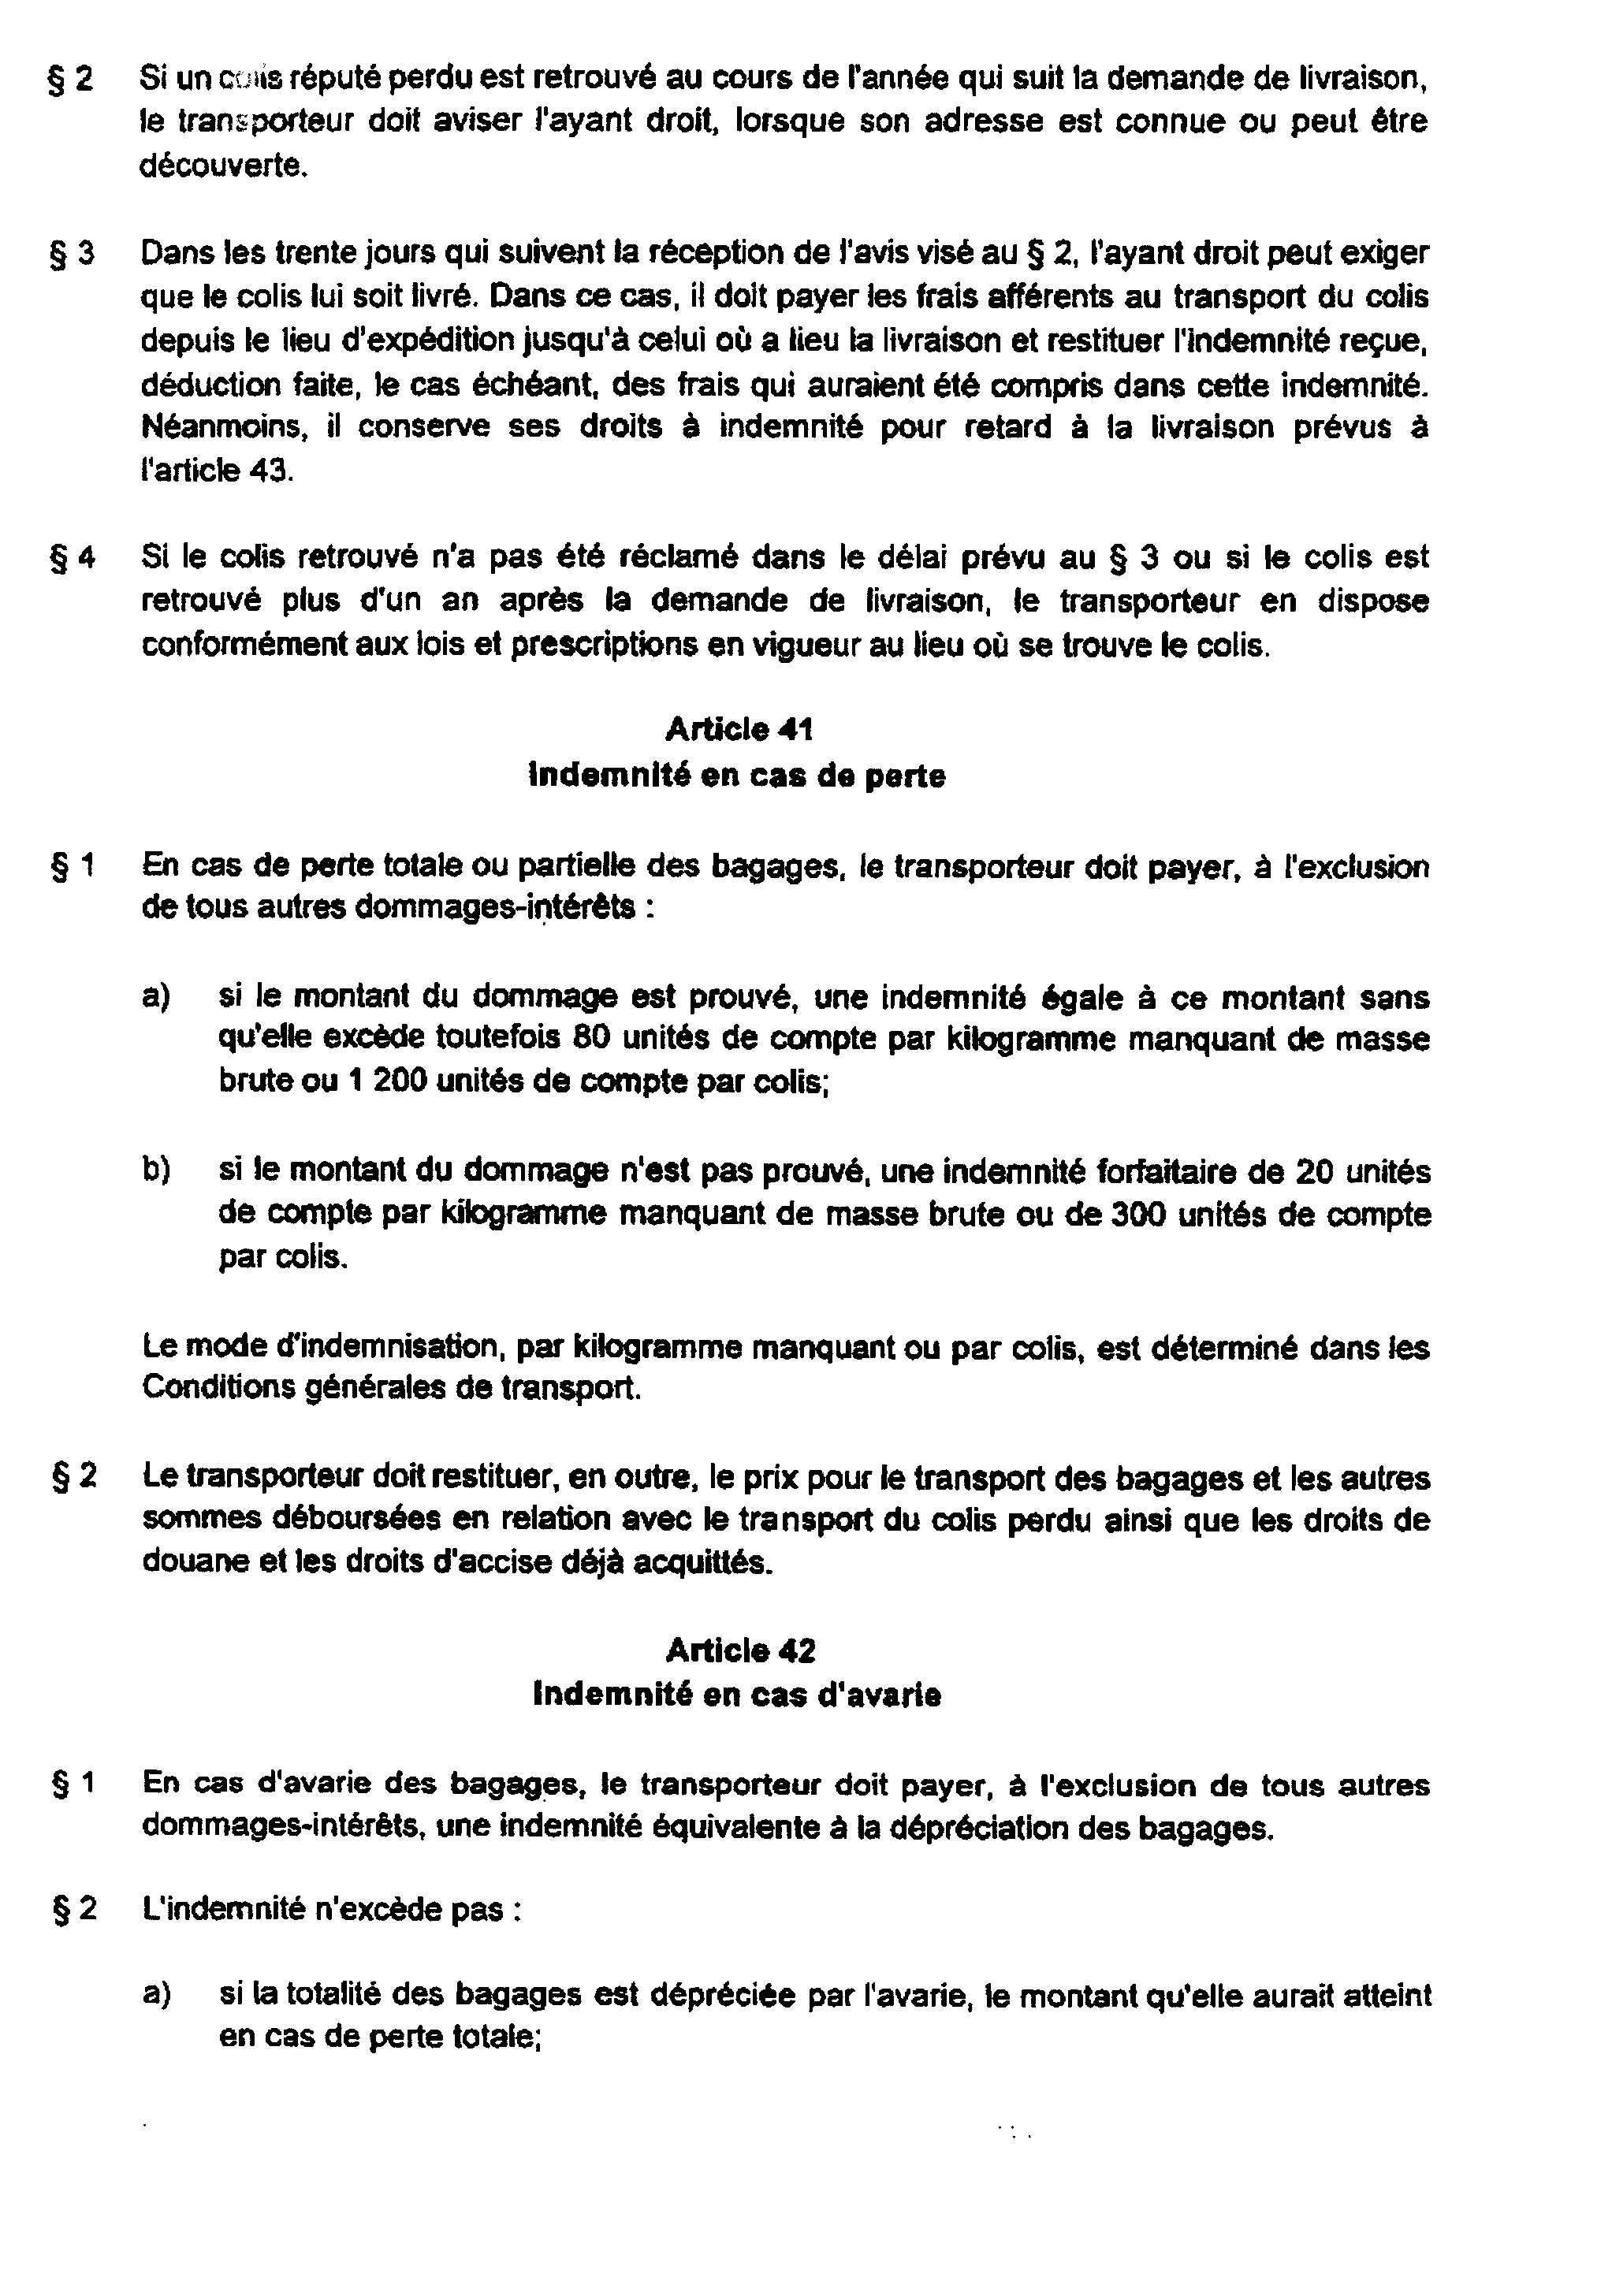 § 2 Si un colis réputé perdu est retrouvé au cours de l'année qui suit la demande de livraison,
le transporteur doit aviser l'ayant droit, lorsque son adresse est connue ou peut être
découverte.
§ 3 Dans les trente jours qui suivent la réception de l'avis visé au § 2, l'ayant droit peut exiger
que le colis lui soit livré. Dans ce cas, il doit payer les frais afférents au transport du colis
depuis le lieu d'expédition jusqu'à celui où a lieu la livraison et restituer l'indemnité reçue,
déduction faite, le cas échéant, des frais qui auraient été compris dans cette indemnité.
Néanmoins, il conserve ses droits à indemnité pour retard à la livraison prévus à
l'article 43.
§ 4 Si le colis retrouvé n'a pas été réclamé dans le délai prévu au § 3 ou si le colis est
retrouvé plus d'un an après la demande de livraison, le transporteur en dispose
conformément aux lois et prescriptions en vigueur au lieu où se trouve le colis.
Article 41
Indemnité en cas de perte
§ 1 En cas de perte totale ou partielle des bagages, le transporteur doit payer, à l'exclusion
de tous autres dommages-intérêts :
a) si le montant du dommage est prouvé, une indemnité égale à ce montant sans
qu'elle excède toutefois 80 unités de compte par kilogramme manquant de masse
brute ou 1 200 unités de compte par colis;
b) si le montant du dommage n'est pas prouvé, une indemnité forfaitaire de 20 unités
de compte par kilogramme manquant de masse brute ou de 300 unités de compte
par colis.
Le mode d'indemnisation, par kilogramme manquant ou par colis, est déterminé dans les
Conditions générales de transport.
§ 2 Le transporteur doit restituer, en outre, le prix pour le transport des bagages et les autres
sommes déboursées en relation avec le transport du colis perdu ainsi que les droits de
douane et les droits d'accise déjà acquittés.
Article 42
Indemnité en cas d'avarie
§ 1 En cas d'avarie des bagages, le transporteur doit payer, à l'exclusion de tous autres
dommages-intérêts, une indemnité équivalente à la dépréciation des bagages.
§ 2 L'indemnité n'excède pas :
a) si la totalité des bagages est dépréciée par l'avarie, le montant qu'elle aurait atteint
en cas de perte totale;